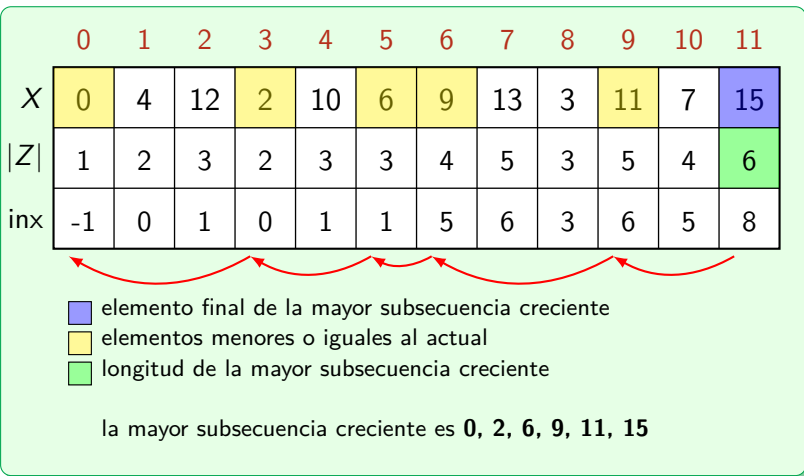 0 1 2 3 4 5 6 7 8 9 10 11
X 0 4 12 2 10 6 9 13 3 11 7 15
|Z| 1 2 3 2 3 3 4 5 3 5 4 6
inx -1 0 1 0 1 1 5 6 3 6 5 8
elemento final de la mayor subsecuencia creciente
elementos menores o iguales al actual
longitud de la mayor subsecuencia creciente
la mayor subsecuencia creciente es 0, 2, 6, 9, 11, 15